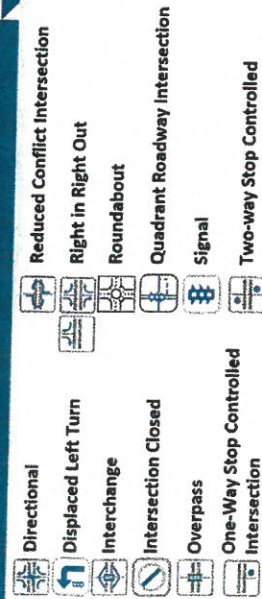 Directional
Displaced Left Turn
Interchange
Intersection Closed
Overpass
One-Way Stop Controlled
Intersection
Reduced Conflict Intersection
Right in Right Out
Roundabout
Quadrant Roadway Intersection
Signal
Two-way Stop Controlled